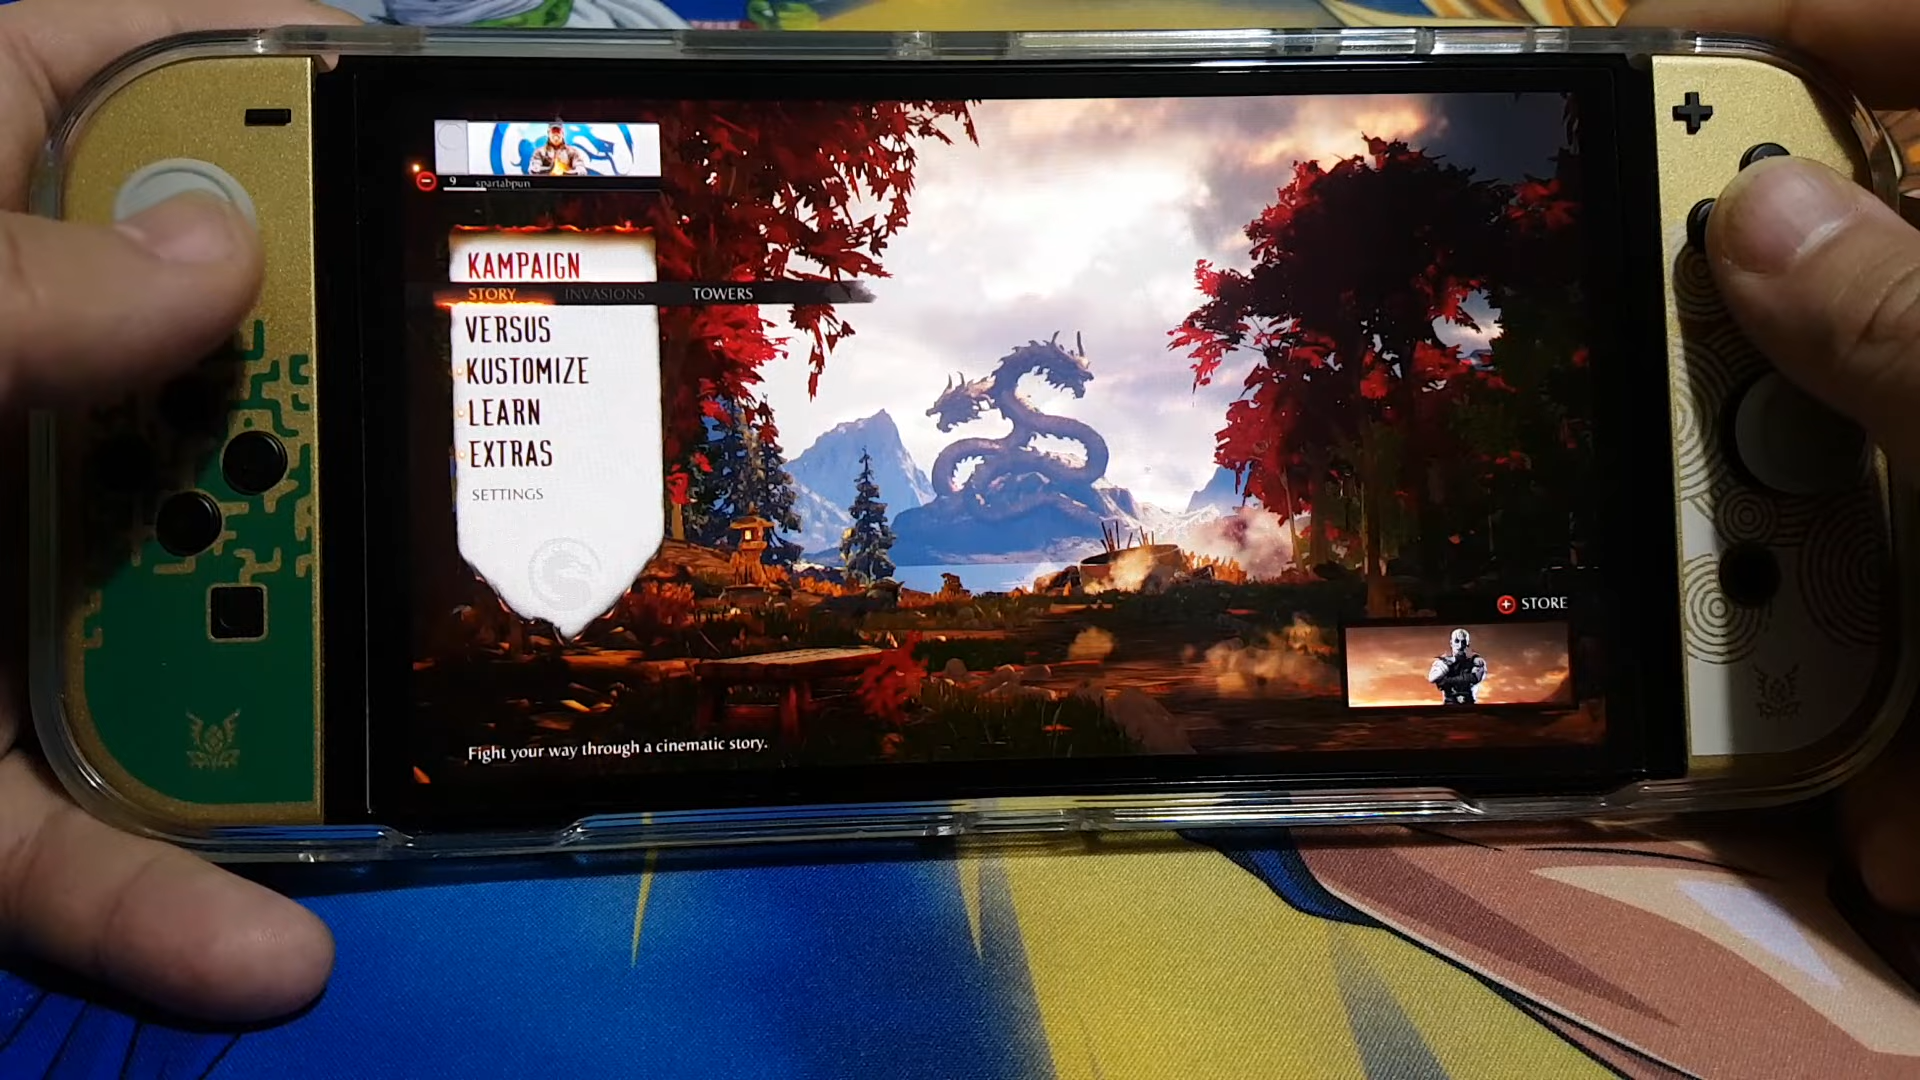 9 spartabpun
KAMPAIGN
STORY INVASIONS TOWERS
VERSUS
KUSTOMIZE
LEARN
EXTRAS
SETTINGS
STORE
Fight your way through a cinematic story.